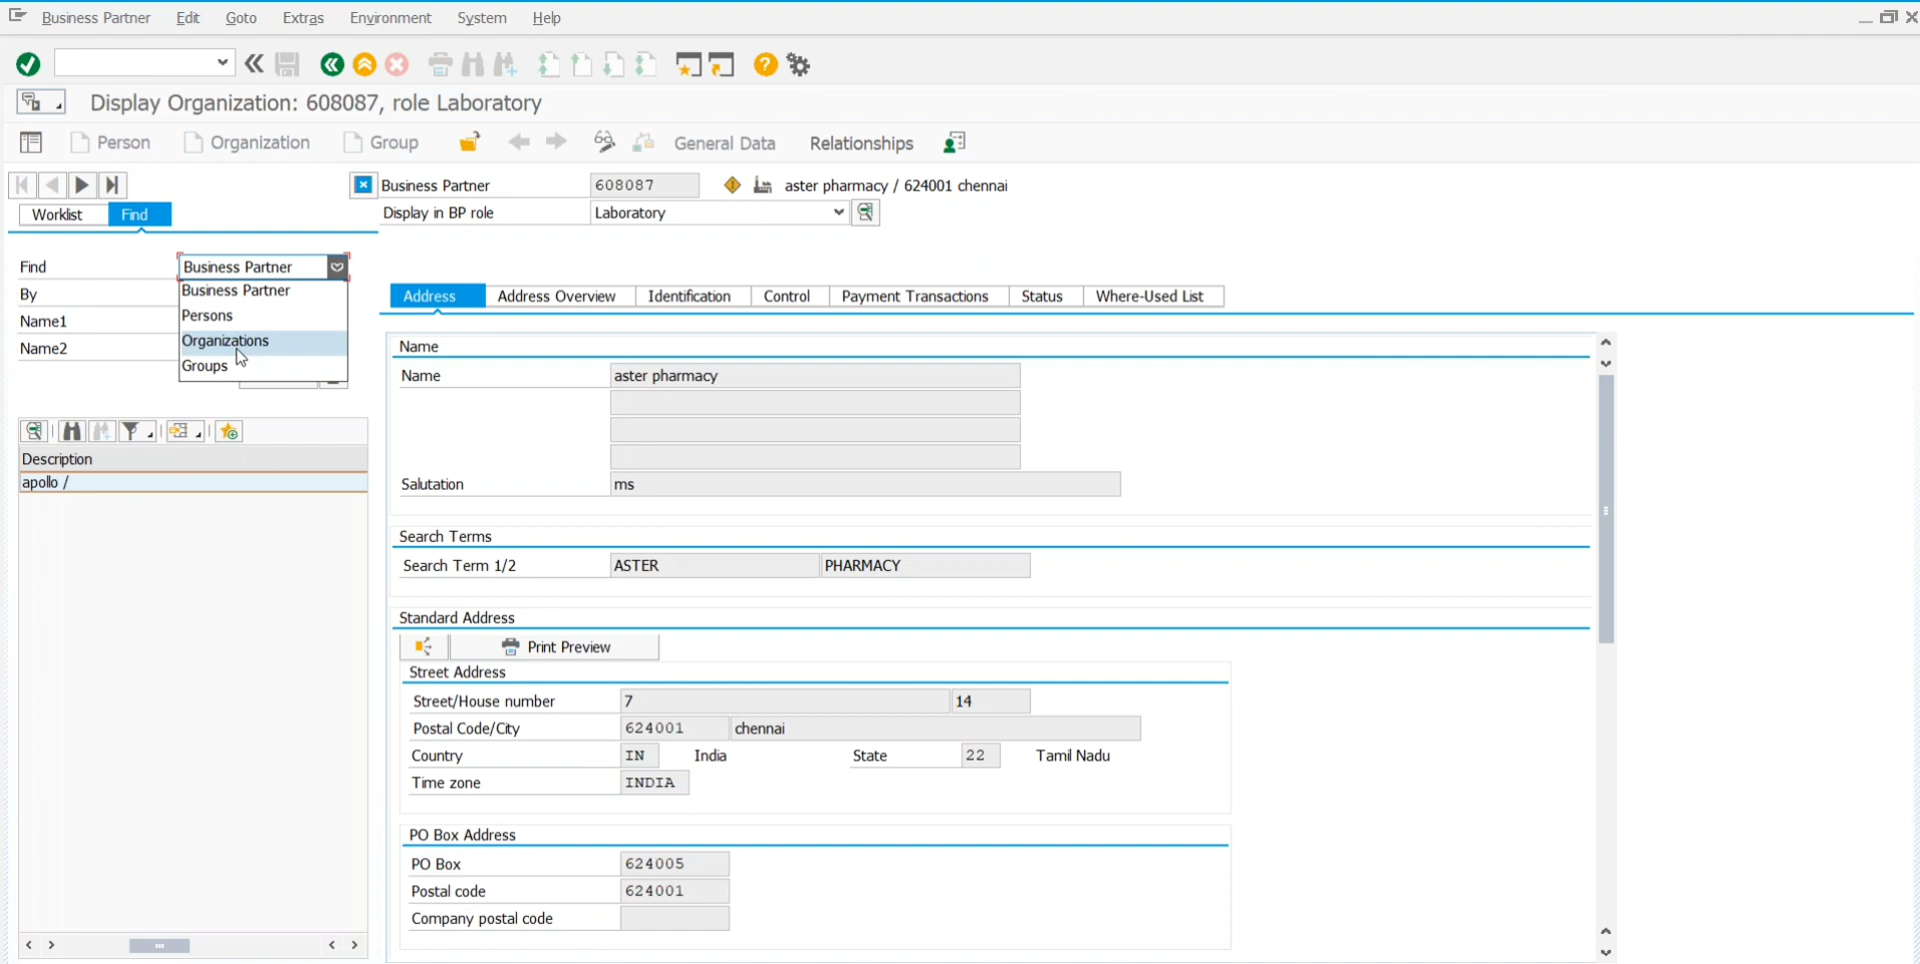 Business Partner Edit Goto Extras Environment System Help
Display Organization: 608087, role Laboratory
Person Organization Group General Data Relationships
Business Partner 608087 aster pharmacy / 624001 chennai
Worklist Find
Display in BP role Laboratory
Find Business Partner
By
Name1
Name2
Business Partner
Persons
Organizations
Groups
Description
apollo /
Address Address Overview Identification Control Payment Transactions Status Where-Used List
Name
Name aster pharmacy
Salutation ms
Search Terms
Search Term 1/2 ASTER PHARMACY
Standard Address
Print Preview
Street Address
Street/House number 7 14
Postal Code/City 624001 chennai
Country IN India State 22 Tamil Nadu
Time zone INDIA
PO Box Address
PO Box 624005
Postal code 624001
Company postal code